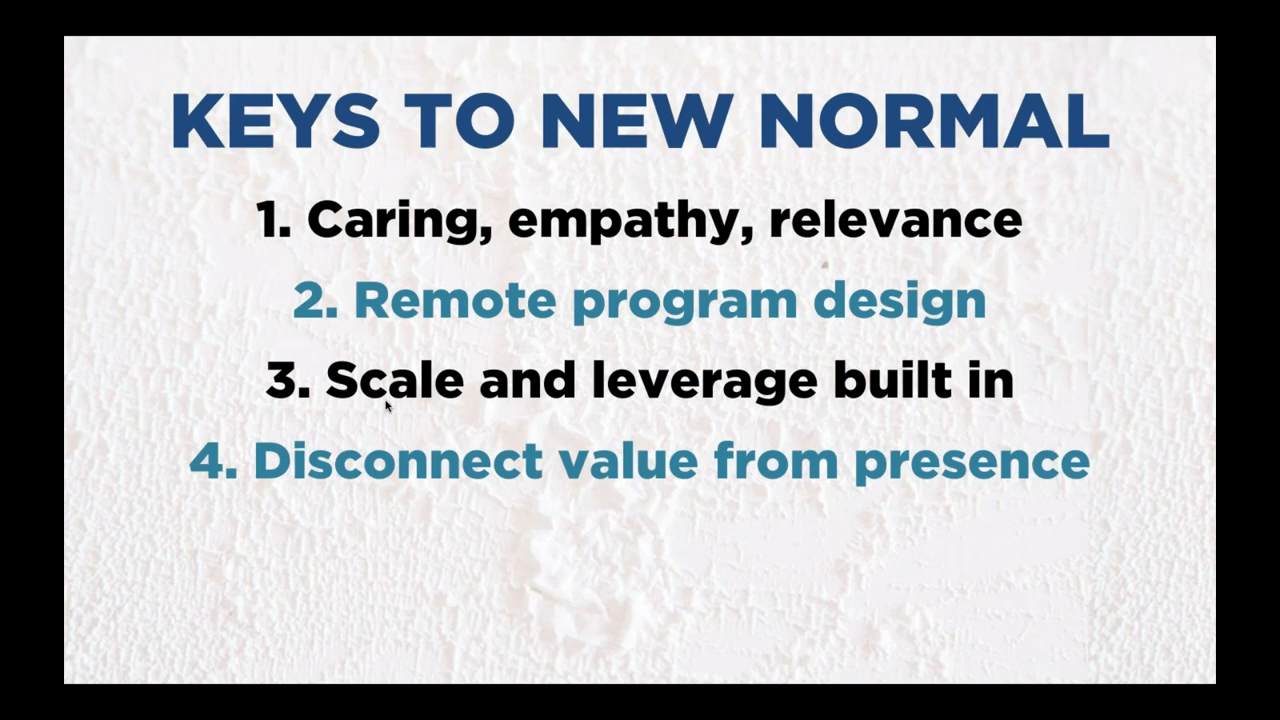 KEYS TO NEW NORMAL
1. Caring, empathy, relevance
2. Remote program design
3. Scale and leverage built in
4. Disconnect value from presence